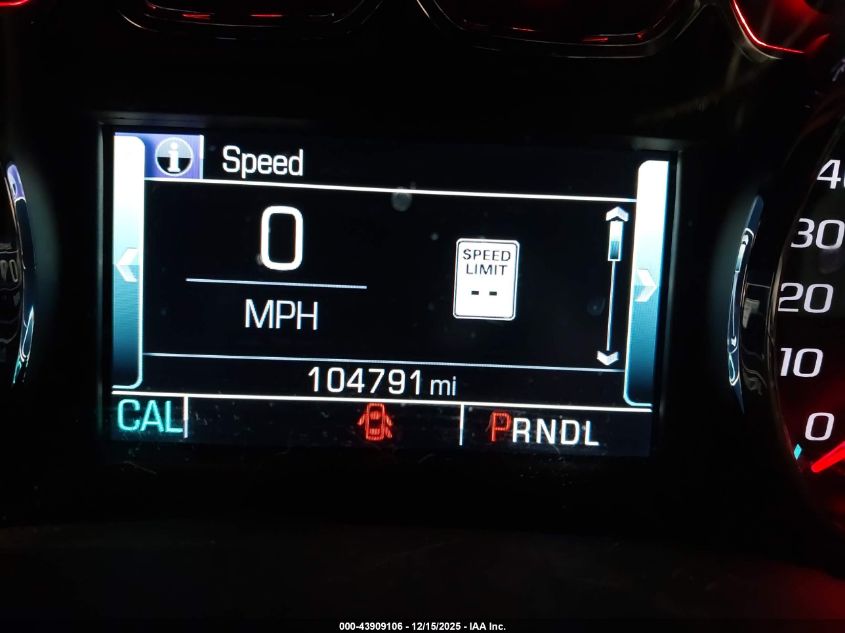 i Speed
0
MPH
SPEED
LIMIT
--
104791 mi
CAL
PRNDL
30
20
10
0
000-43909106 - 12/15/2025 - IAA Inc.